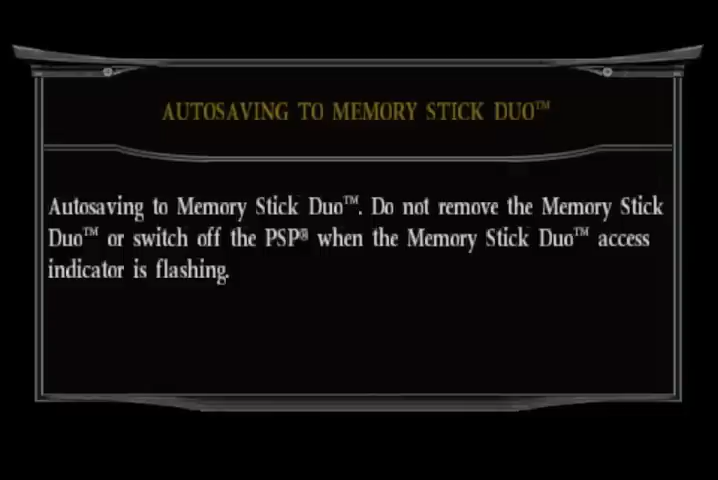 AUTOSAVING TO MEMORY STICK DUO™
Autosaving to Memory Stick Duo™. Do not remove the Memory Stick
Duo™ or switch off the PSP® when the Memory Stick Duo™ access
indicator is flashing.